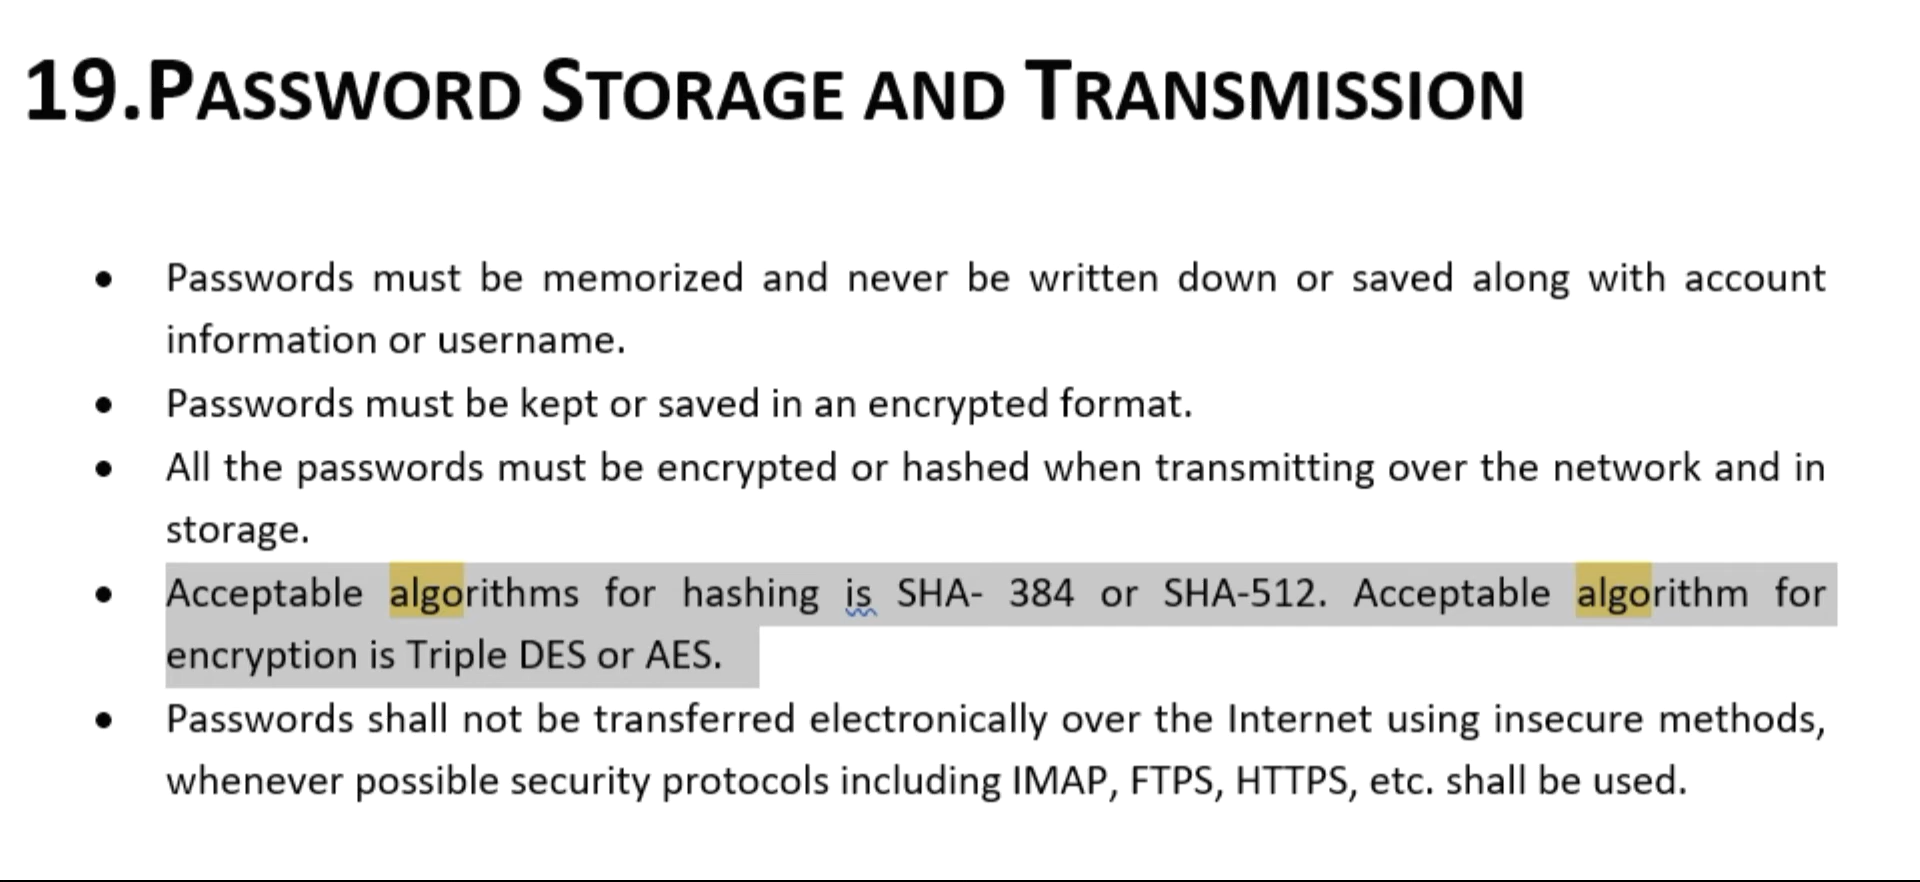 19.PASSWORD STORAGE AND TRANSMISSION
• Passwords must be memorized and never be written down or saved along with account
information or username.
• Passwords must be kept or saved in an encrypted format.
• All the passwords must be encrypted or hashed when transmitting over the network and in
storage.
• Acceptable algorithms for hashing is SHA- 384 or SHA-512. Acceptable algorithm for
encryption is Triple DES or AES.
• Passwords shall not be transferred electronically over the Internet using insecure methods,
whenever possible security protocols including IMAP, FTPS, HTTPS, etc. shall be used.